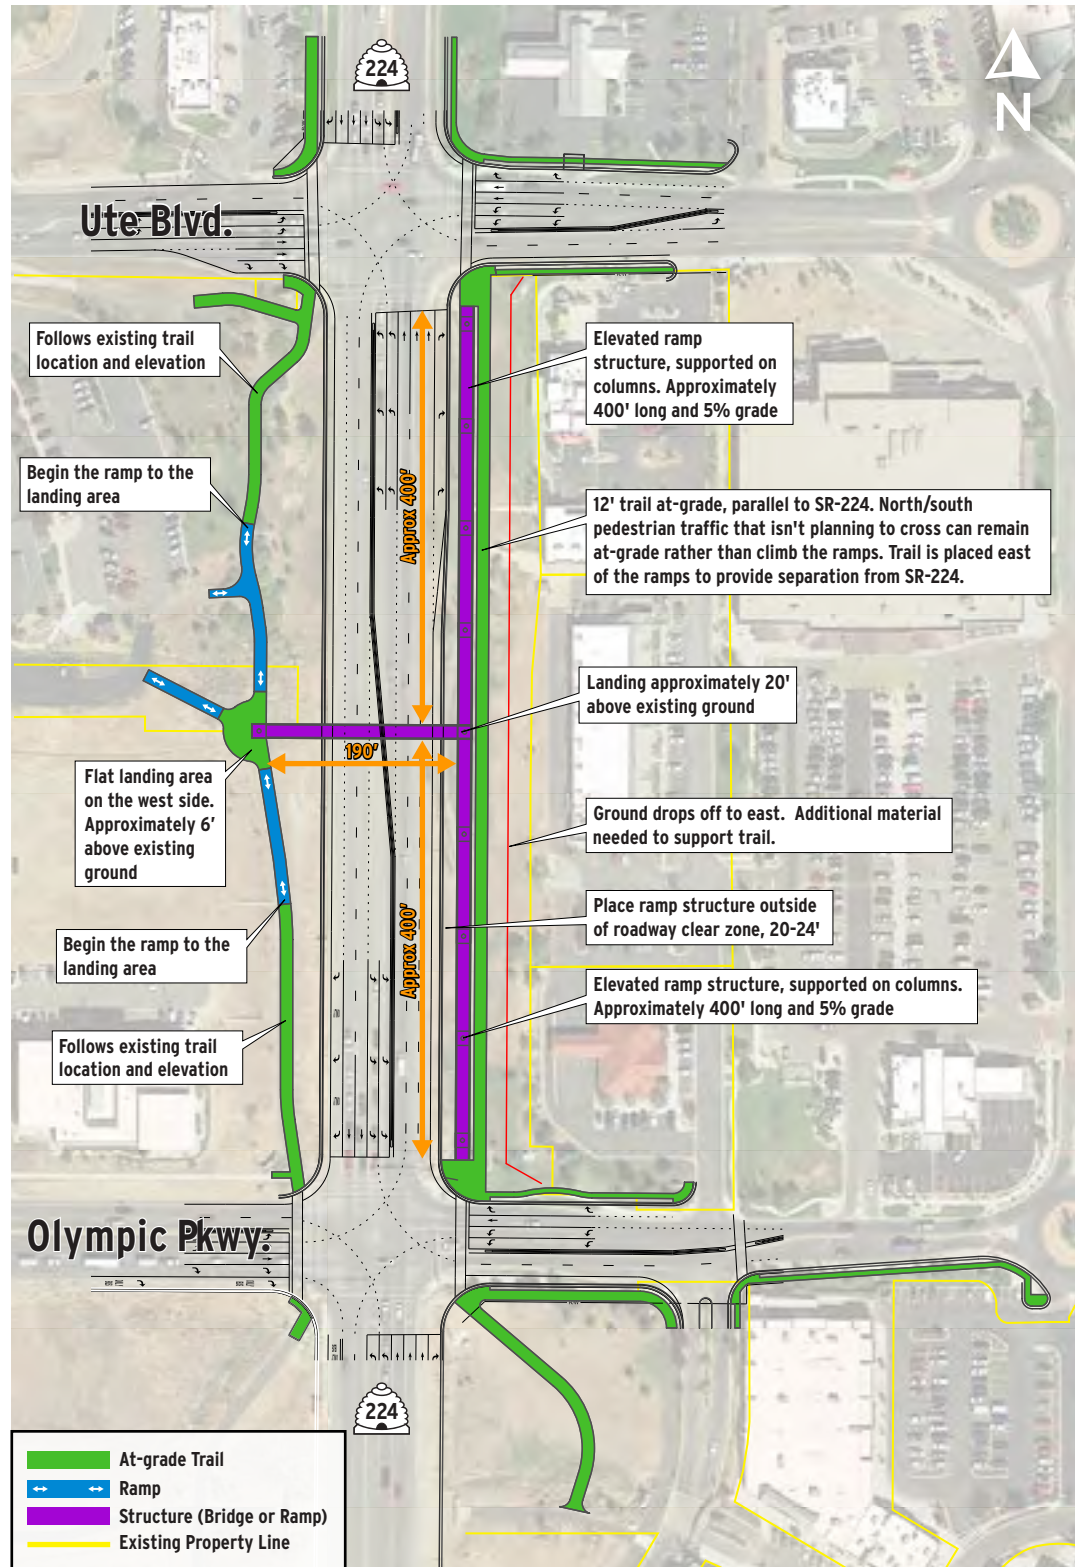 224
N
Ute Blvd.
Follows existing trail
location and elevation
Elevated ramp
structure, supported on
columns. Approximately
400' long and 5% grade
Begin the ramp to the
landing area
Approx 400'
12' trail at-grade, parallel to SR-224. North/south
pedestrian traffic that isn't planning to cross can remain
at-grade rather than climb the ramps. Trail is placed east
of the ramps to provide separation from SR-224.
Landing approximately 20'
above existing ground
190'
Flat landing area
on the west side.
Approximately 6'
above existing
ground
Ground drops off to east.  Additional material
needed to support trail.
Place ramp structure outside
of roadway clear zone, 20-24'
Approx 400'
Begin the ramp to the
landing area
Elevated ramp structure, supported on columns.
Approximately 400' long and 5% grade
Follows existing trail
location and elevation
Olympic Pkwy.
224
At-grade Trail
Ramp
Structure (Bridge or Ramp)
Existing Property Line